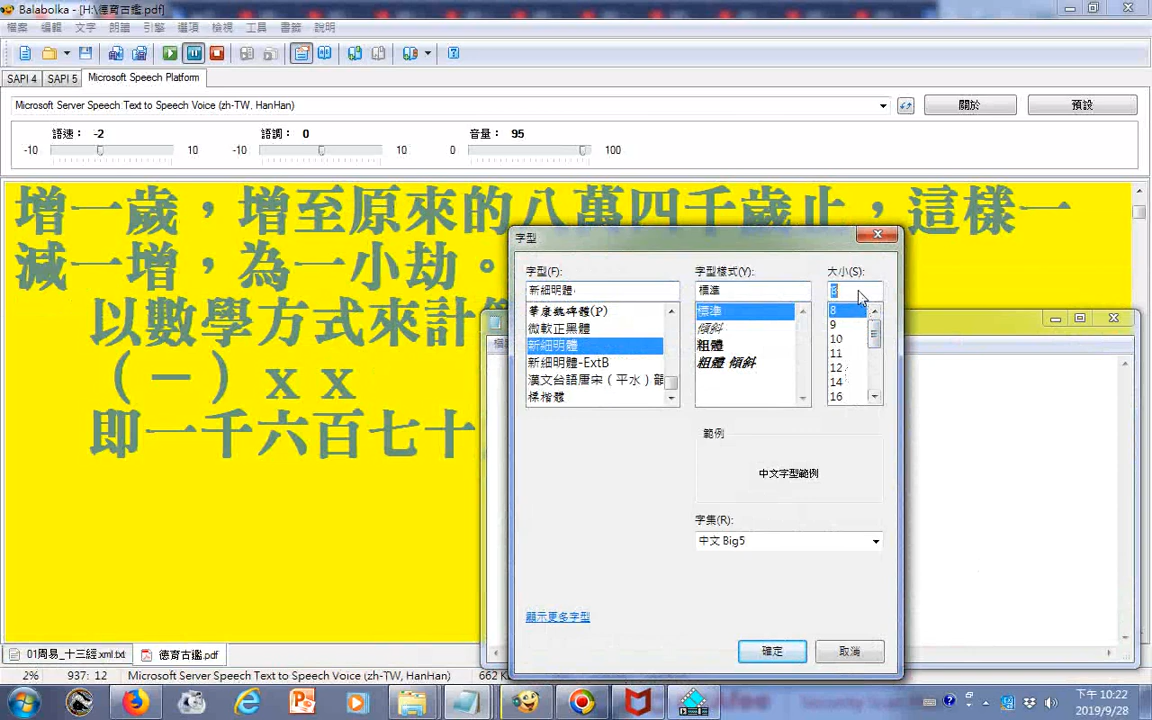 Balabolka - [H:\德育古鑑.pdf]
檔案 編輯 文字 朗讀 引擎 選項 檢視 工具 書籤 說明
SAPI 4 SAPI 5 Microsoft Speech Platform
Microsoft Server Speech Text to Speech Voice (zh-TW, HanHan)
關於 預設
語速： -2 語調： 0 音量： 95
-10 10 -10 10 0 100
增一歲，增至原來的八萬四千歲止，這樣一
減一增，為一小劫。
以數學方式來計
（一）ｘｘ
即一千六百七十
字型
字型(F): 字型樣式(Y): 大小(S):
新細明體 標準 8
華康魏碑體(P) 標準 8
微軟正黑體 傾斜 9
新細明體 粗體 10
新細明體-ExtB 粗體 傾斜 11
漢文台語唐宋（平水）韻 12
標楷體 14
16
範例
中文字型範例
字集(R):
中文 Big5
顯示更多字型
確定 取消
01周易_十三經.xml.txt 德育古鑑.pdf
2% 937: 12 Microsoft Server Speech Text to Speech Voice (zh-TW, HanHan) 662 K
下午 10:22
2019/9/28